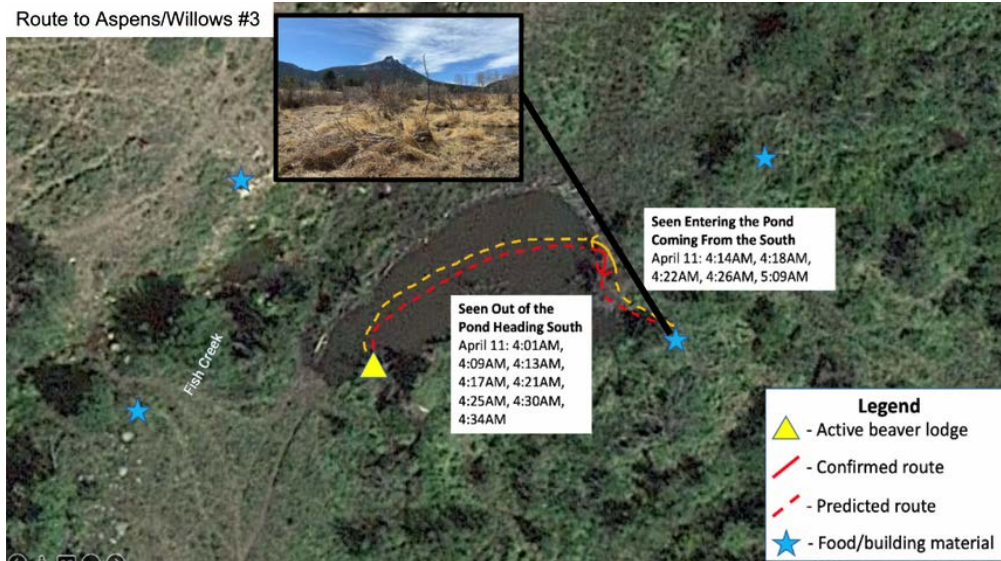 Route to Aspens/Willows #3
Seen Entering the Pond
Coming From the South
April 11: 4:14AM, 4:18AM,
4:22AM, 4:26AM, 5:09AM
Seen Out of the
Pond Heading South
April 11: 4:01AM,
4:09AM, 4:13AM,
4:17AM, 4:21AM,
4:25AM, 4:30AM,
4:34AM
Fish Creek
Legend
- Active beaver lodge
- Confirmed route
- Predicted route
- Food/building material